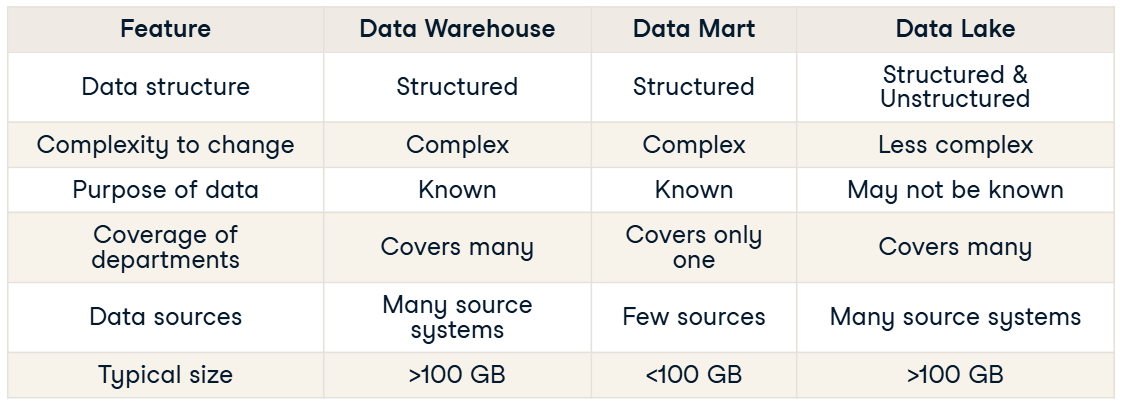 Feature Data Warehouse Data Mart Data Lake
Data structure Structured Structured Structured &
Unstructured
Complexity to change Complex Complex Less complex
Purpose of data Known Known May not be known
Coverage of
departments Covers many Covers only
one Covers many
Data sources Many source
systems Few sources Many source systems
Typical size >100 GB <100 GB >100 GB